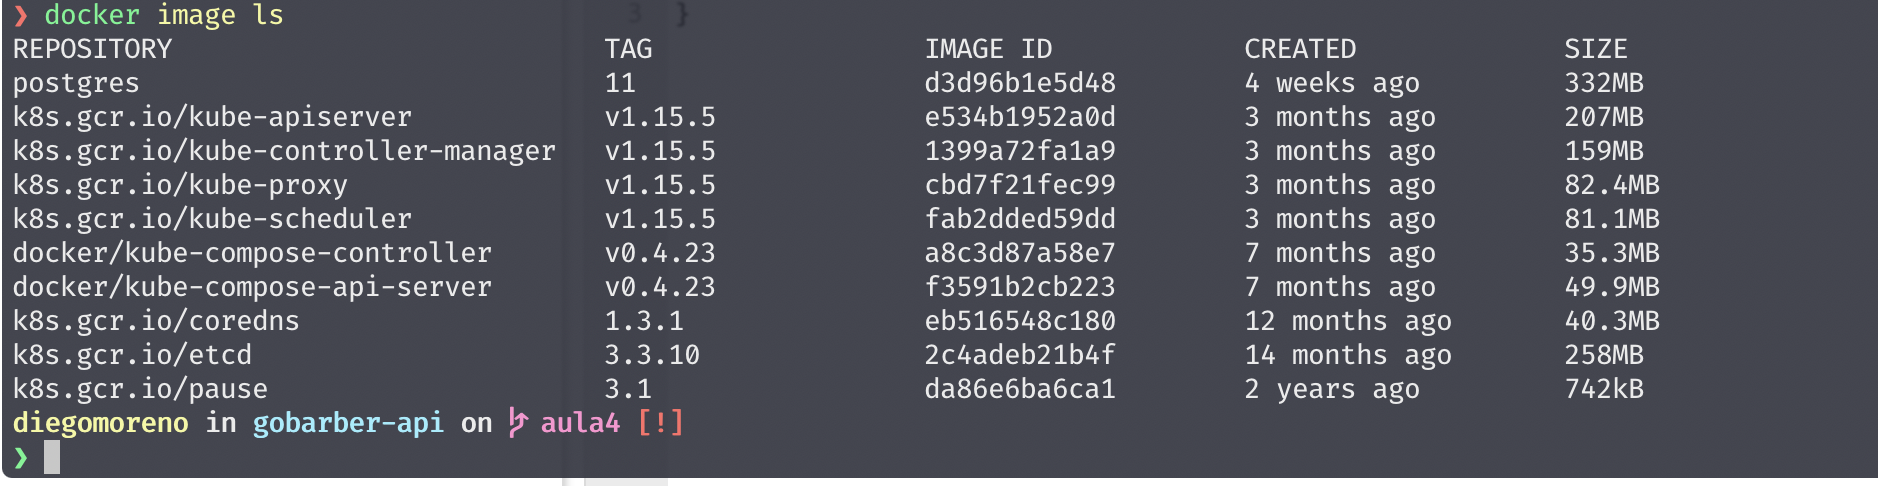 ❯ docker image ls
3 }
REPOSITORY TAG IMAGE ID CREATED SIZE
postgres 11 d3d96b1e5d48 4 weeks ago 332MB
k8s.gcr.io/kube-apiserver v1.15.5 e534b1952a0d 3 months ago 207MB
k8s.gcr.io/kube-controller-manager v1.15.5 1399a72fa1a9 3 months ago 159MB
k8s.gcr.io/kube-proxy v1.15.5 cbd7f21fec99 3 months ago 82.4MB
k8s.gcr.io/kube-scheduler v1.15.5 fab2dded59dd 3 months ago 81.1MB
docker/kube-compose-controller v0.4.23 a8c3d87a58e7 7 months ago 35.3MB
docker/kube-compose-api-server v0.4.23 f3591b2cb223 7 months ago 49.9MB
k8s.gcr.io/coredns 1.3.1 eb516548c180 12 months ago 40.3MB
k8s.gcr.io/etcd 3.3.10 2c4adeb21b4f 14 months ago 258MB
k8s.gcr.io/pause 3.1 da86e6ba6ca1 2 years ago 742kB
diegomoreno in gobarber-api on aula4 [!]
❯